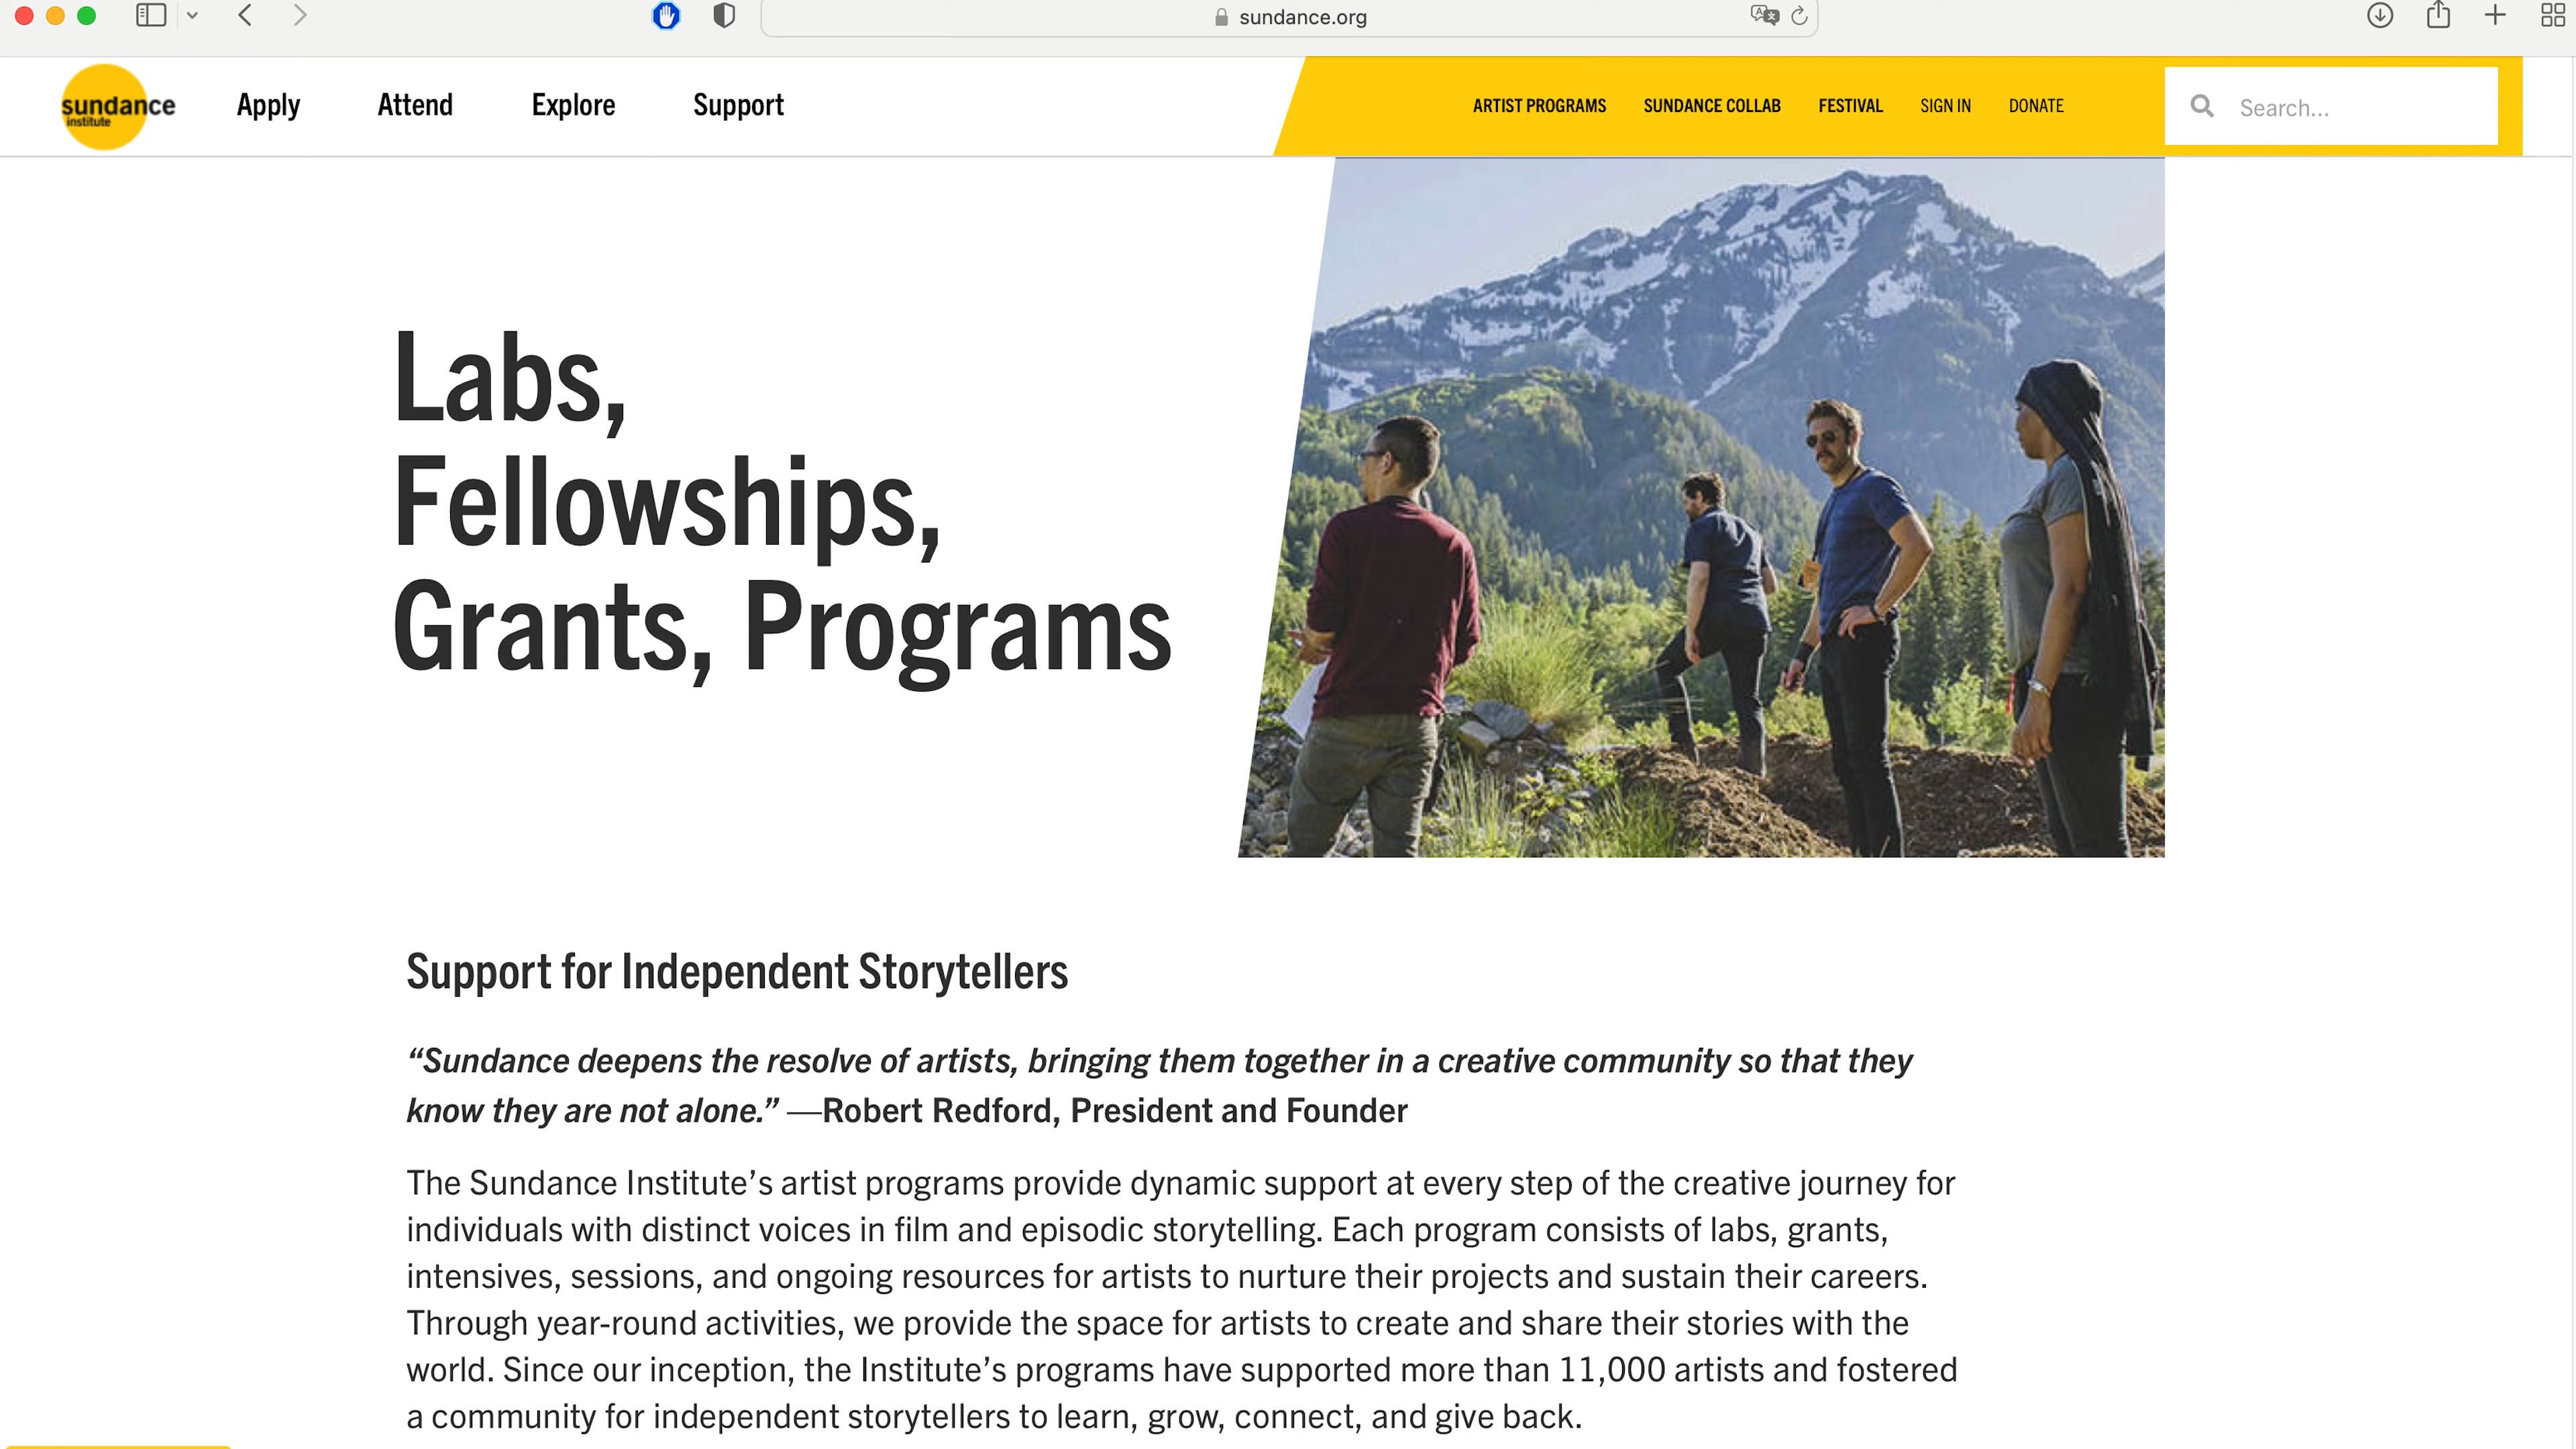 sundance.org
sundance
institute
Apply
Attend
Explore
Support
ARTIST PROGRAMS
SUNDANCE COLLAB
FESTIVAL
SIGN IN
DONATE
Search...
Labs,
Fellowships,
Grants, Programs
Support for Independent Storytellers
“Sundance deepens the resolve of artists, bringing them together in a creative community so that they
know they are not alone.” —Robert Redford, President and Founder
The Sundance Institute’s artist programs provide dynamic support at every step of the creative journey for
individuals with distinct voices in film and episodic storytelling. Each program consists of labs, grants,
intensives, sessions, and ongoing resources for artists to nurture their projects and sustain their careers.
Through year-round activities, we provide the space for artists to create and share their stories with the
world. Since our inception, the Institute’s programs have supported more than 11,000 artists and fostered
a community for independent storytellers to learn, grow, connect, and give back.